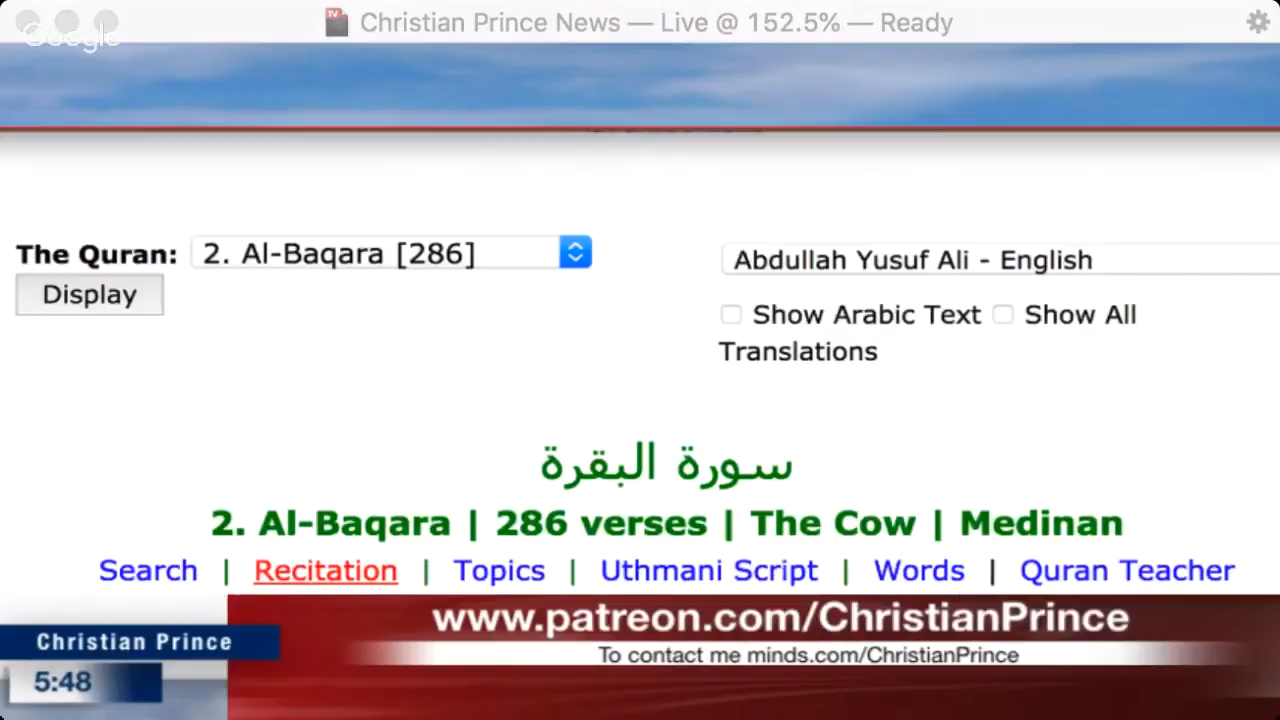 Christian Prince News — Live @ 152.5% — Ready
Google
The Quran: 2. Al-Baqara [286]
Display
Abdullah Yusuf Ali - English
Show Arabic Text Show All
Translations
سورة البقرة
2. Al-Baqara | 286 verses | The Cow | Medinan
Search | Recitation | Topics | Uthmani Script | Words | Quran Teacher
www.patreon.com/ChristianPrince
To contact me minds.com/ChristianPrince
Christian Prince
5:48